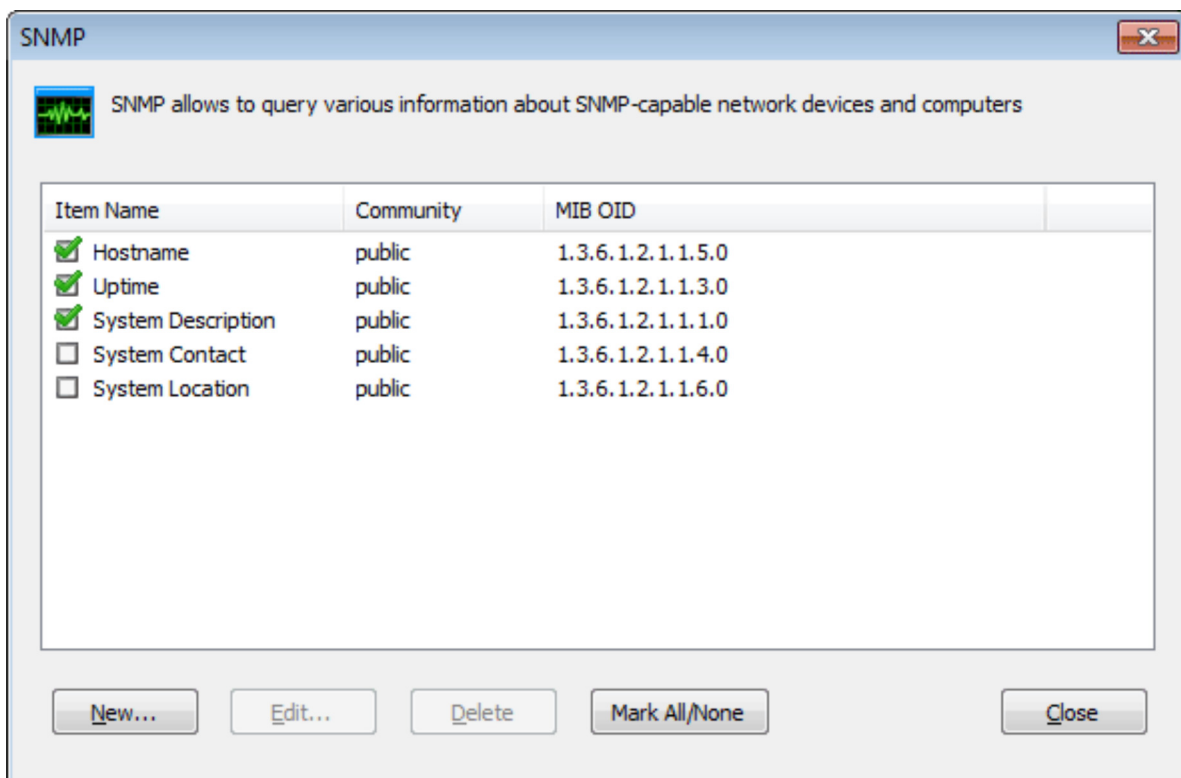 SNMP
SNMP allows to query various information about SNMP-capable network devices and computers
Item Name Community MIB OID
Hostname public 1.3.6.1.2.1.1.5.0
Uptime public 1.3.6.1.2.1.1.3.0
System Description public 1.3.6.1.2.1.1.1.0
System Contact public 1.3.6.1.2.1.1.4.0
System Location public 1.3.6.1.2.1.1.6.0
New... Edit... Delete Mark All/None Close